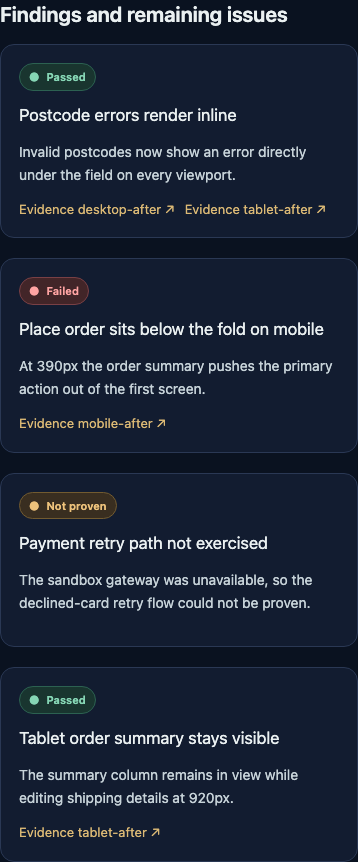 Findings and remaining issues
Passed
Postcode errors render inline
Invalid postcodes now show an error directly
under the field on every viewport.
Evidence desktop-after ↗ Evidence tablet-after ↗
Failed
Place order sits below the fold on mobile
At 390px the order summary pushes the primary
action out of the first screen.
Evidence mobile-after ↗
Not proven
Payment retry path not exercised
The sandbox gateway was unavailable, so the
declined-card retry flow could not be proven.
Passed
Tablet order summary stays visible
The summary column remains in view while
editing shipping details at 920px.
Evidence tablet-after ↗